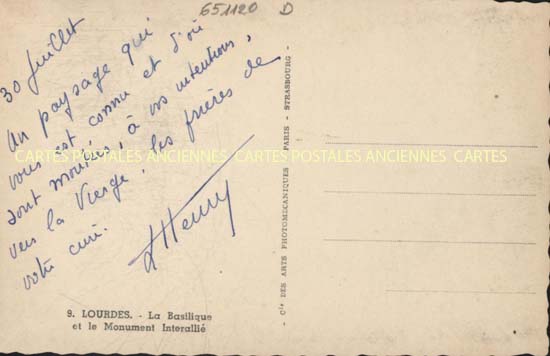 651120 D
30 Juillet
Un paysage qui
vous est connu et d'où
sont montées, à vos intentions,
vers la Vierge, les prières de
votre curé.
Henry
CARTES POSTALES ANCIENNES CARTES POSTALES ANCIENNES CARTES
9. LOURDES. - La Basilique
et le Monument Interallié
- Cie DES ARTS PHOTOMECANIQUES PARIS - STRASBOURG -